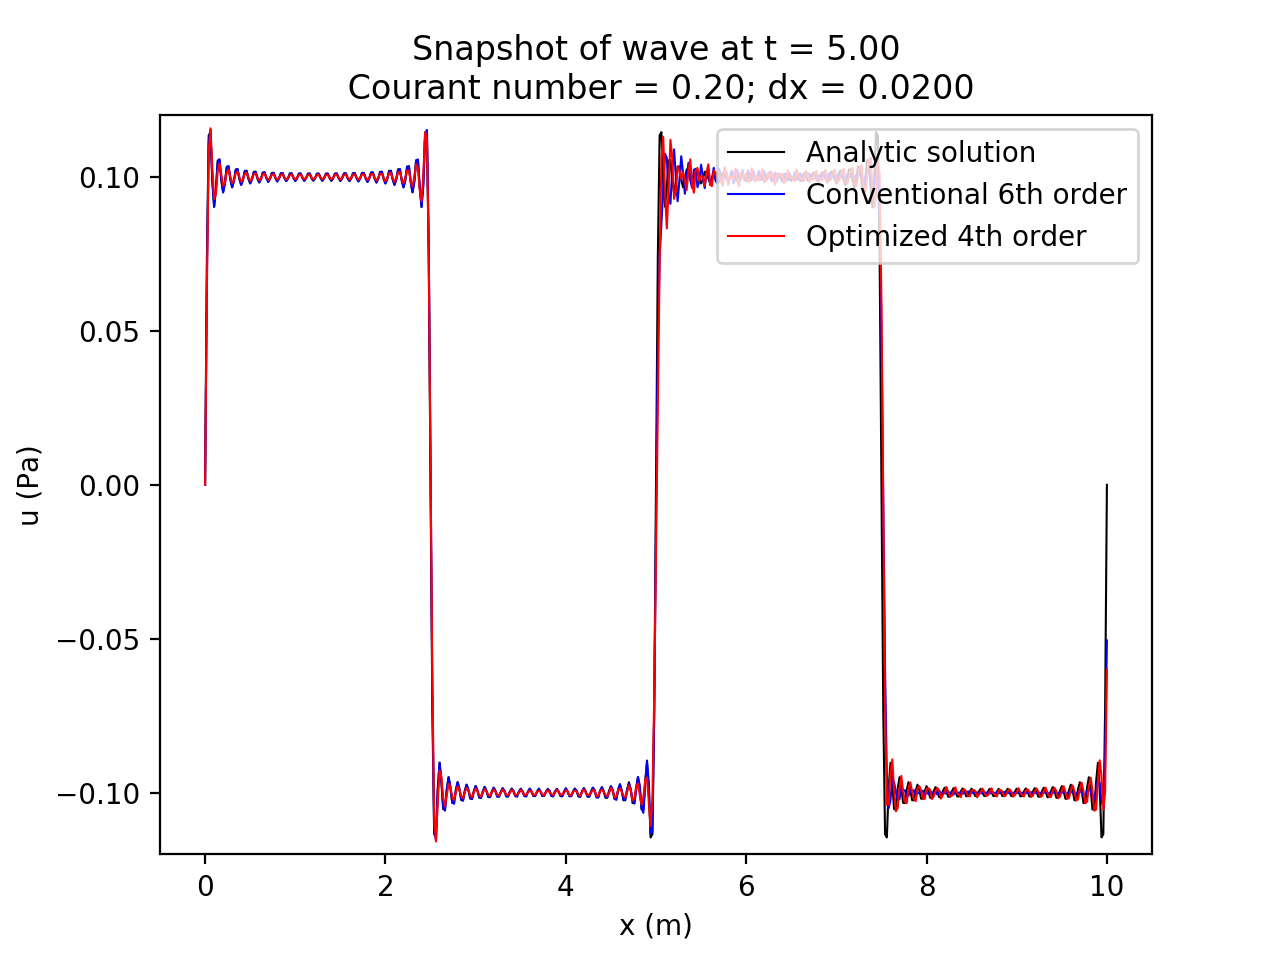 Snapshot of wave at t = 5.00
Courant number = 0.20; dx = 0.0200
Analytic solution
Conventional 6th order
Optimized 4th order
0.10
0.05
0.00
−0.05
−0.10
u (Pa)
0 2 4 6 8 10
x (m)